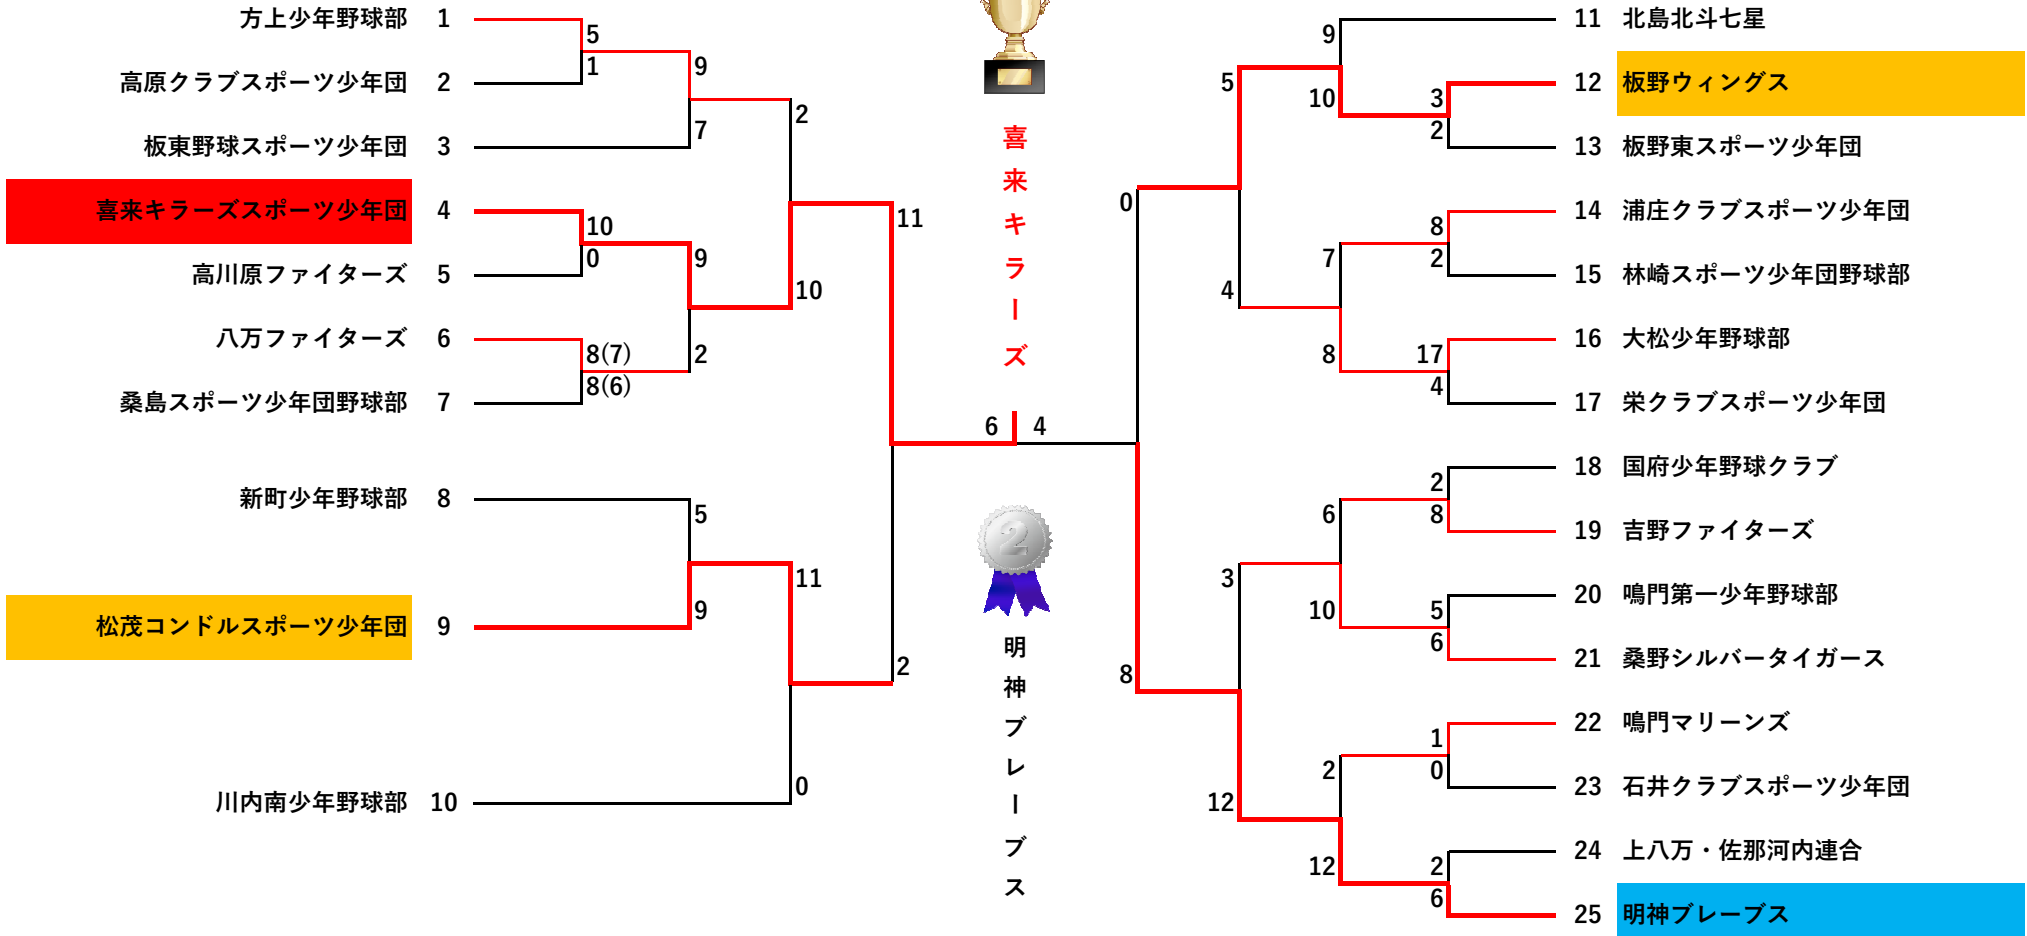 方上少年野球部 1
高原クラブスポーツ少年団 2
板東野球スポーツ少年団 3
喜来キラーズスポーツ少年団 4
高川原ファイターズ 5
八万ファイターズ 6
桑島スポーツ少年団野球部 7
新町少年野球部 8
松茂コンドルスポーツ少年団 9
川内南少年野球部 10
5
1
9
7
2
10
0
9
10
8(7)
8(6)
2
11
5
9
11
0
2
喜来キラーズ
6 4
2
明神ブレーブス
9
5
10
3
2
0
8
2
7
4
8
17
4
2
8
6
3
10
5
6
8
1
0
2
12
12
2
6
11 北島北斗七星
12 板野ウィングス
13 板野東スポーツ少年団
14 浦庄クラブスポーツ少年団
15 林崎スポーツ少年団野球部
16 大松少年野球部
17 栄クラブスポーツ少年団
18 国府少年野球クラブ
19 吉野ファイターズ
20 鳴門第一少年野球部
21 桑野シルバータイガース
22 鳴門マリーンズ
23 石井クラブスポーツ少年団
24 上八万・佐那河内連合
25 明神ブレーブス